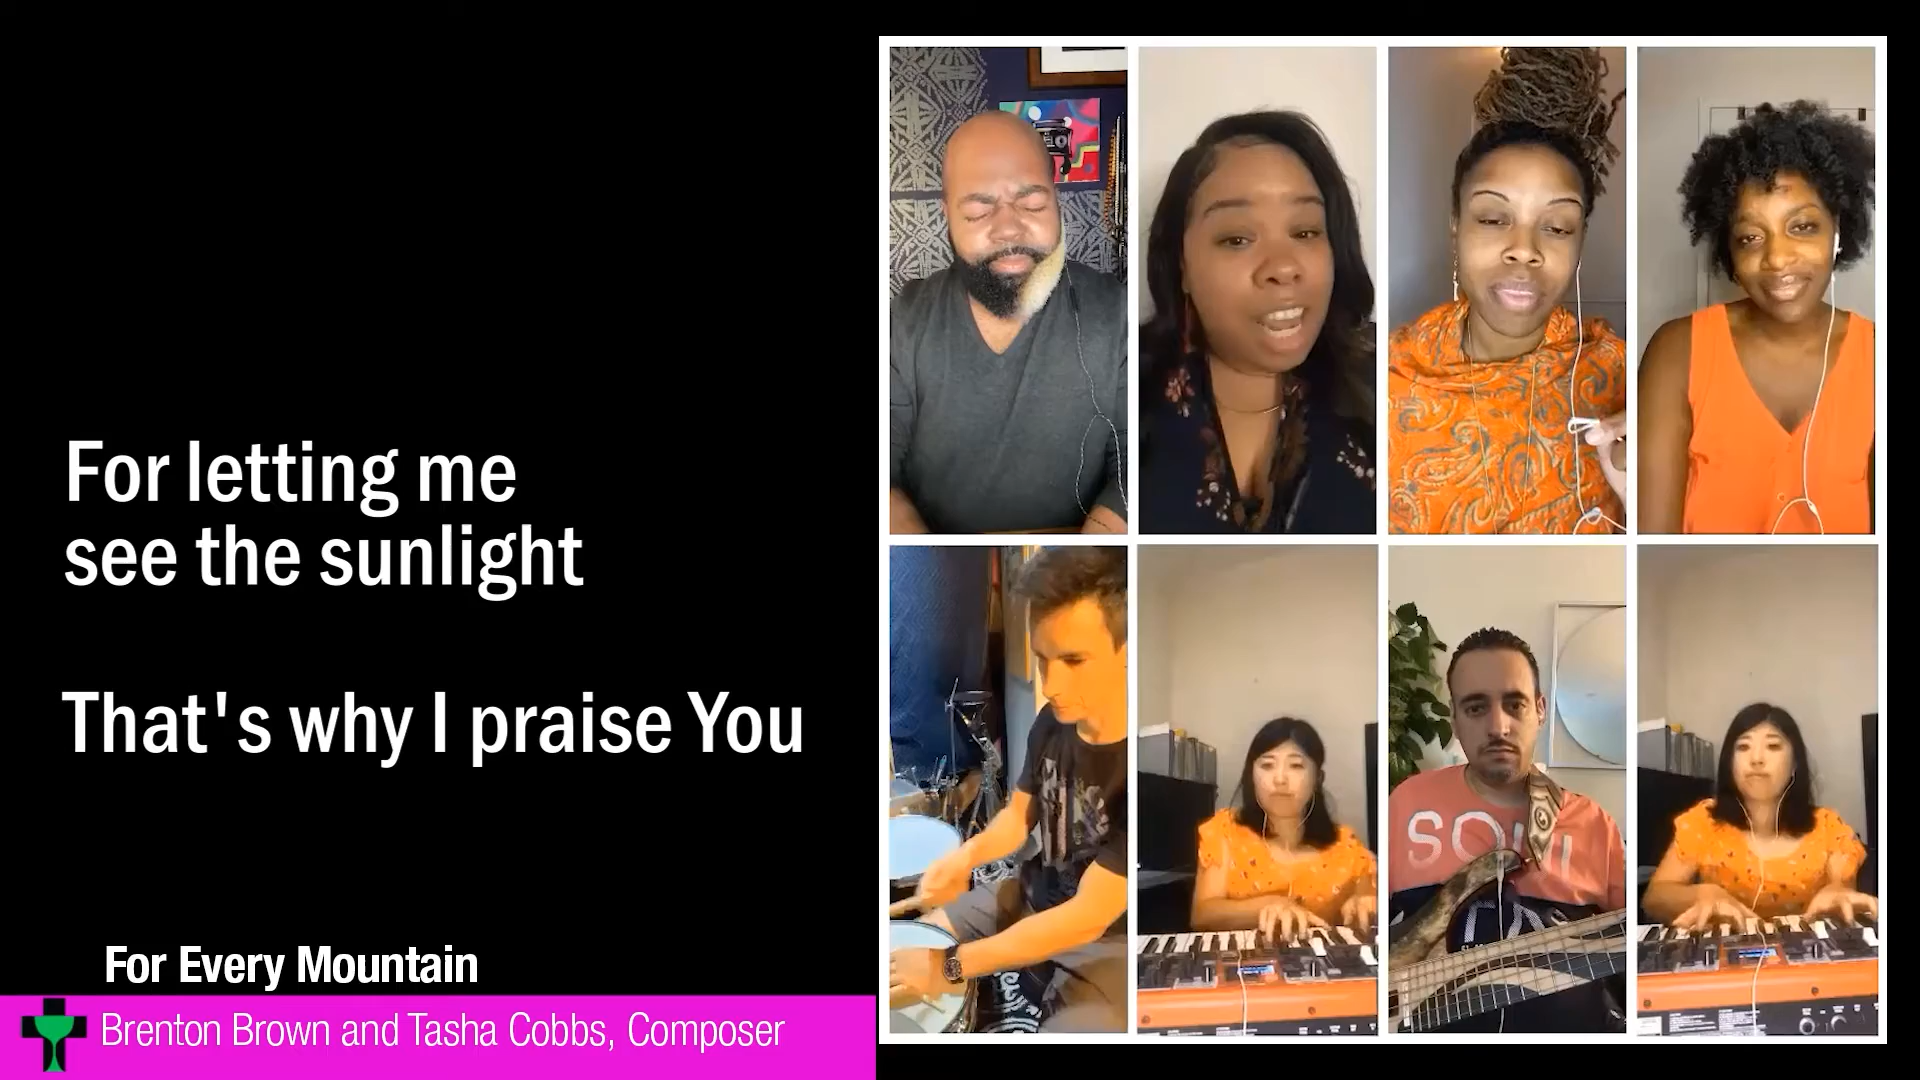 For letting me
see the sunlight
That's why I praise You
For Every Mountain
Brenton Brown and Tasha Cobbs, Composer
SOUL